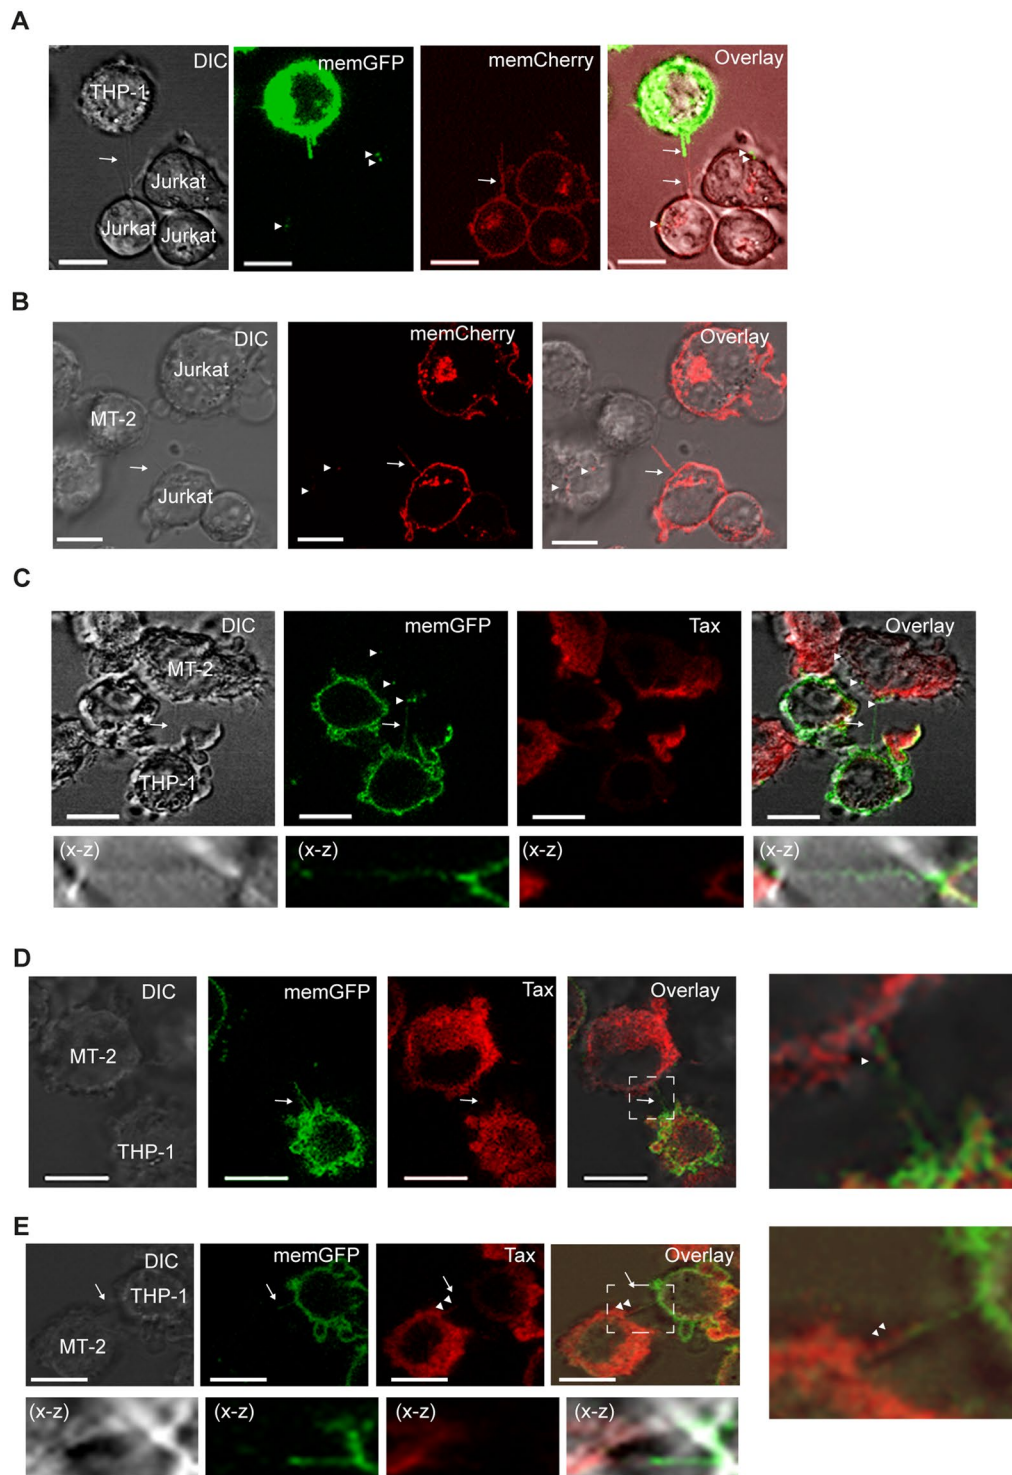 A
DIC
memGFP
memCherry
Overlay
THP-1
Jurkat
Jurkat
Jurkat
B
DIC
memCherry
Overlay
Jurkat
MT-2
Jurkat
C
DIC
memGFP
Tax
Overlay
MT-2
THP-1
(x-z)
(x-z)
(x-z)
(x-z)
D
DIC
memGFP
Tax
Overlay
MT-2
THP-1
E
DIC
memGFP
Tax
Overlay
THP-1
MT-2
(x-z)
(x-z)
(x-z)
(x-z)